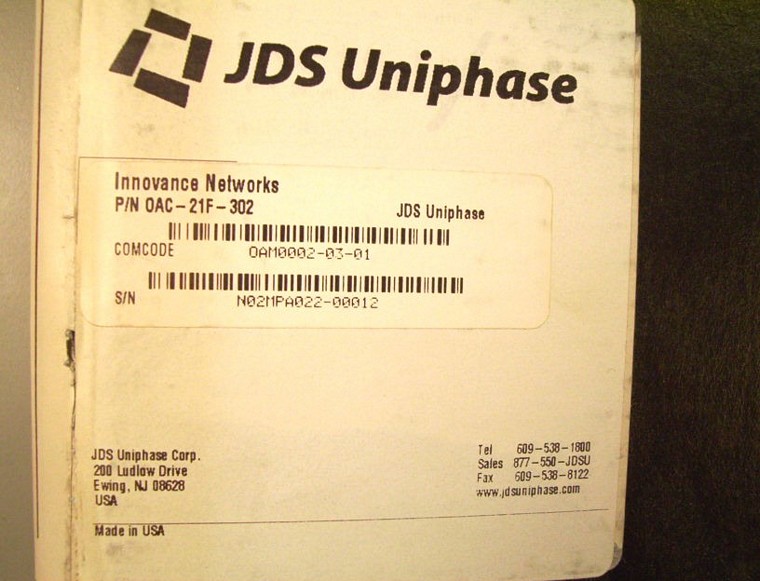 JDS Uniphase
Innovance Networks
P/N OAC-21F-302
JDS Uniphase
COMCODE OAM0002-03-01
S/N N02MPA022-00012
JDS Uniphase Corp.
200 Ludlow Drive
Ewing, NJ 08628
USA
Tel 609-538-1800
Sales 877-550-JDSU
Fax 609-538-8122
www.jdsuniphase.com
Made in USA